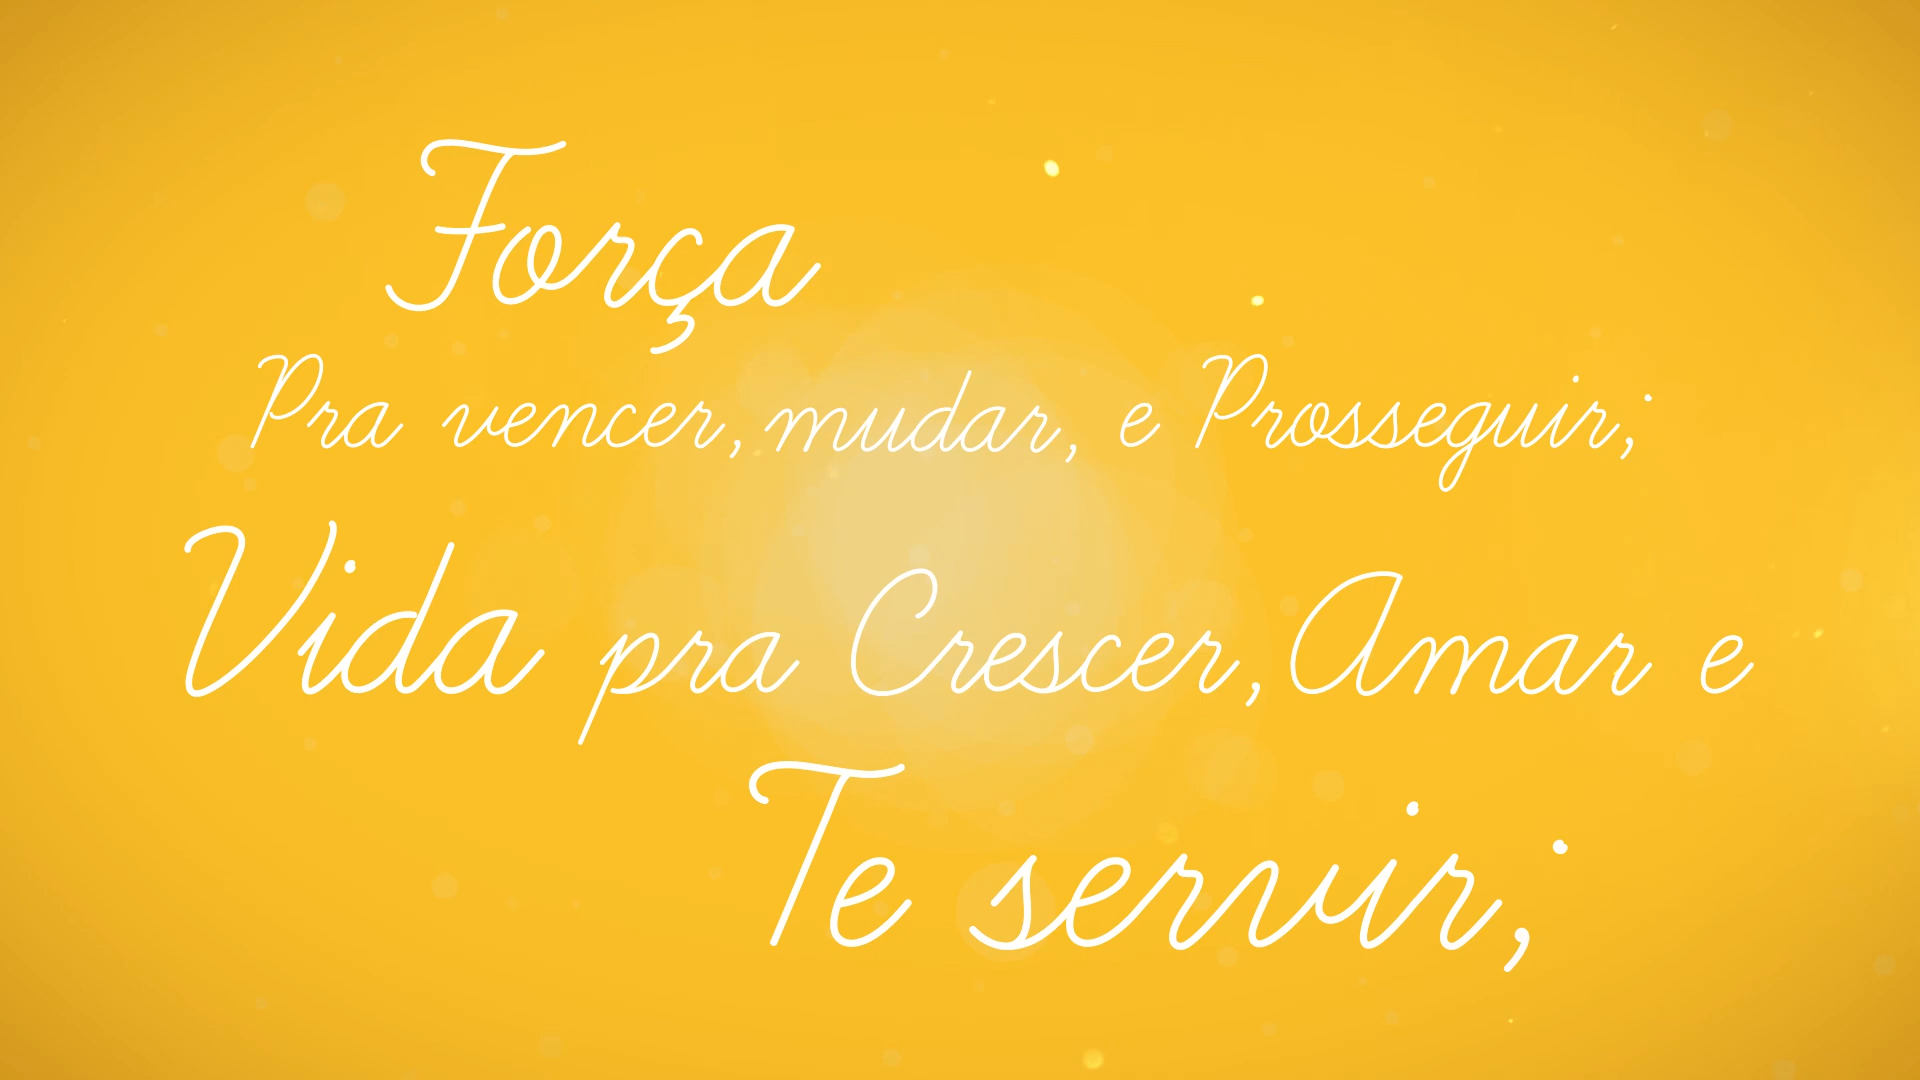 Força
Pra vencer, mudar, e Prosseguir;
Vida pra Crescer, Amar e
Te servir;